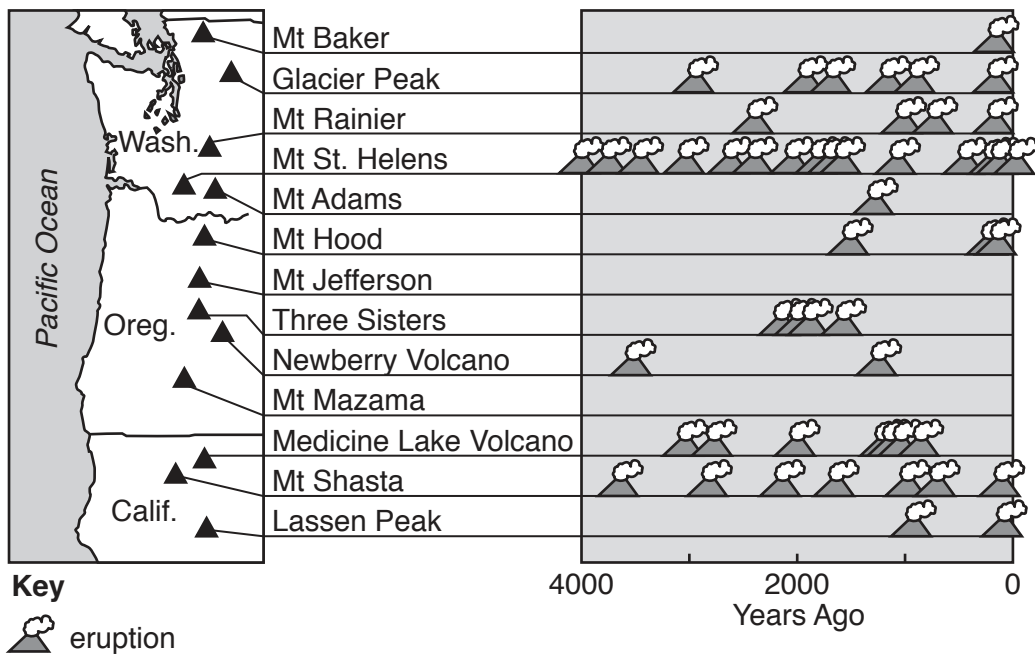 Mt Baker
Glacier Peak
Mt Rainier
Wash.
Mt St. Helens
Mt Adams
Pacific Ocean
Mt Hood
Mt Jefferson
Oreg.
Three Sisters
Newberry Volcano
Mt Mazama
Medicine Lake Volcano
Mt Shasta
Calif.
Lassen Peak
4000 2000 0
Years Ago
Key
eruption